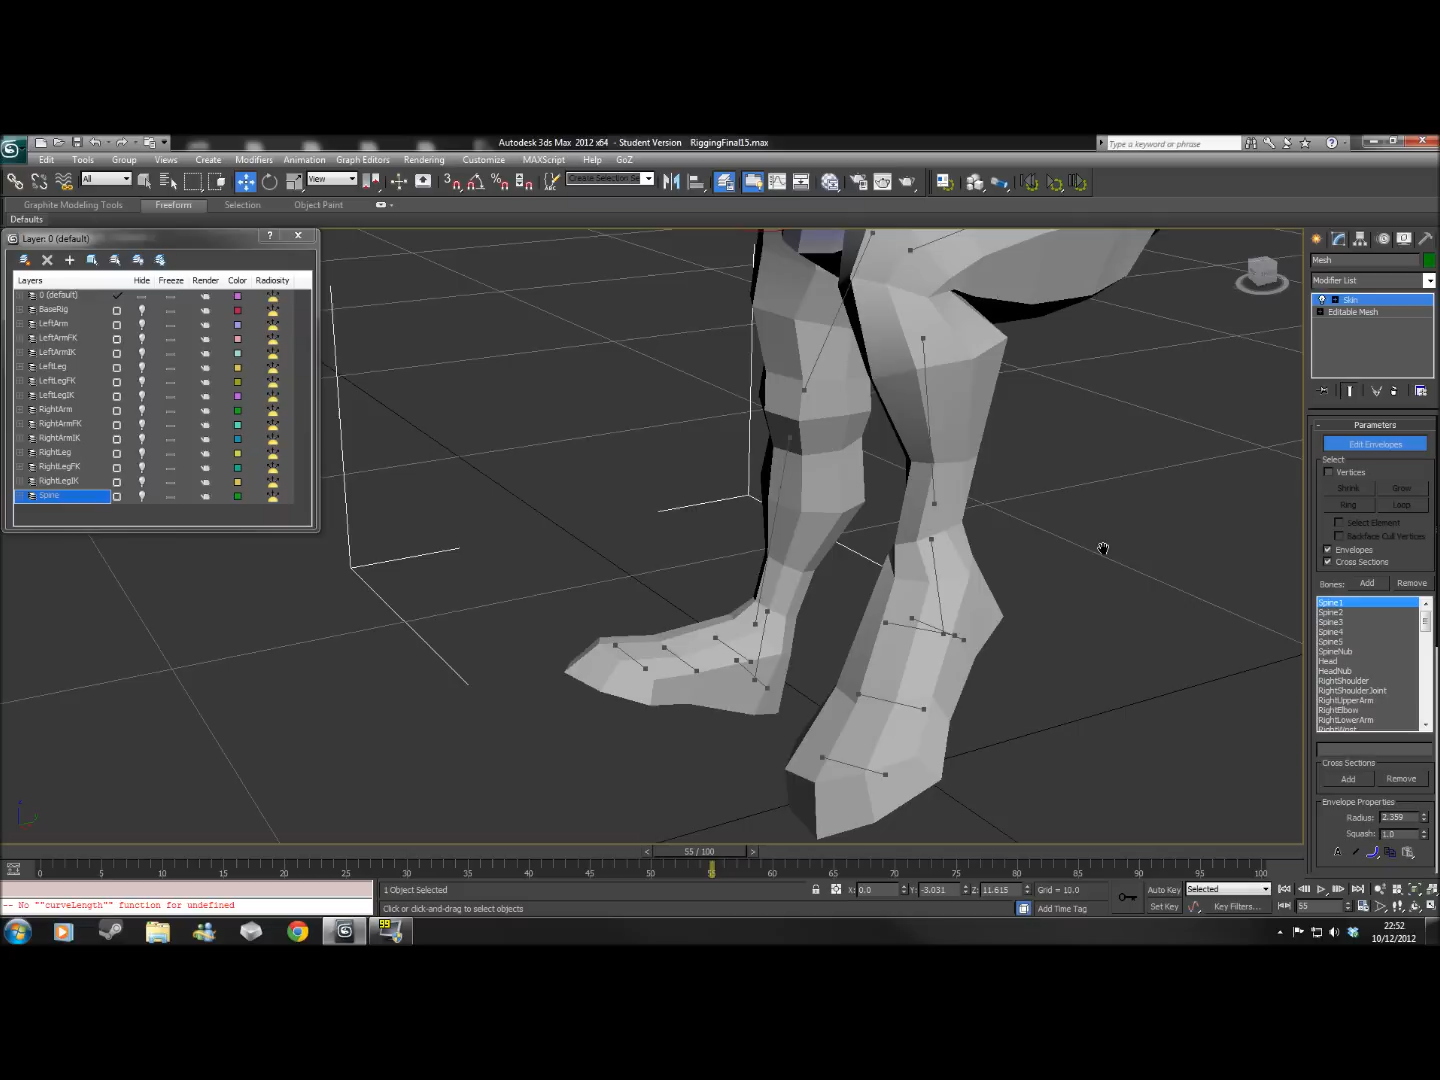 Autodesk 3ds Max 2012 x64 - Student Version RiggingFinal15.max
Type a keyword or phrase
Edit Tools Group Views Create Modifiers Animation Graph Editors Rendering Customize MAXScript Help GoZ
All View Create Selection Se
Graphite Modeling Tools Freeform Selection Object Paint
Defaults
Layer: 0 (default)
Layers Hide Freeze Render Color Radiosity
0 (default)
BaseRig
LeftArm
LeftArmFK
LeftArmIK
LeftLeg
LeftLegFK
LeftLegIK
RightArm
RightArmFK
RightArmIK
RightLeg
RightLegFK
RightLegIK
Spine
Mesh
Modifier List
Skin
Editable Mesh
- Parameters
Edit Envelopes
Select
Vertices
Shrink Grow
Ring Loop
Select Element
Backface Cull Vertices
Envelopes
Cross Sections
Bones: Add Remove
Spine1
Spine2
Spine3
Spine4
Spine5
SpineNub
Head
HeadNub
RightShoulder
RightShoulderJoint
RightUpperArm
RightElbow
RightLowerArm
RightWrist
Cross Sections
Add Remove
Envelope Properties
Radius: 2.359
Squash: 1.0
< 55 / 100 >
0 5 10 15 20 25 30 35 40 45 50 55 60 65 70 75 80 85 90 95 100
1 Object Selected X: 0.0 Y: -3.031 Z: 11.615 Grid = 10.0 Auto Key Selected
-- No ""curveLength"" function for undefined
Click or click-and-drag to select objects Add Time Tag Set Key Key Filters... 55
99
22:52
10/12/2012